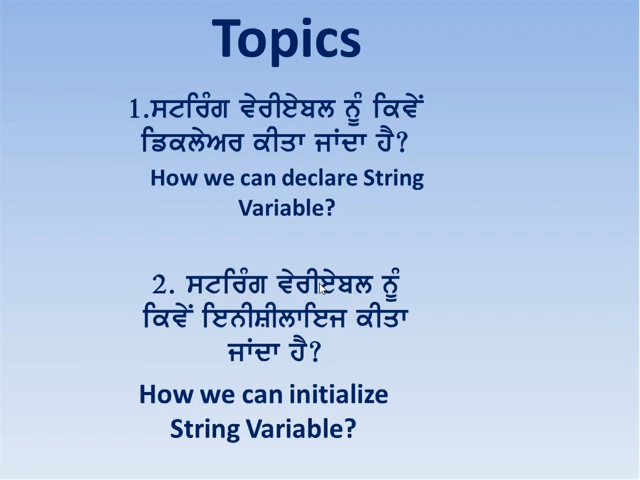 Topics
1.ਸਟਰਿੰਗ ਵੇਰੀਏਬਲ ਨੂੰ ਕਿਵੇਂ
ਡਿਕਲੇਅਰ ਕੀਤਾ ਜਾਂਦਾ ਹੈ?
How we can declare String
Variable?
2. ਸਟਰਿੰਗ ਵੇਰੀਏਬਲ ਨੂੰ
ਕਿਵੇਂ ਇਨੀਸ਼ੀਲਾਇਜ ਕੀਤਾ
ਜਾਂਦਾ ਹੈ?
How we can initialize
String Variable?